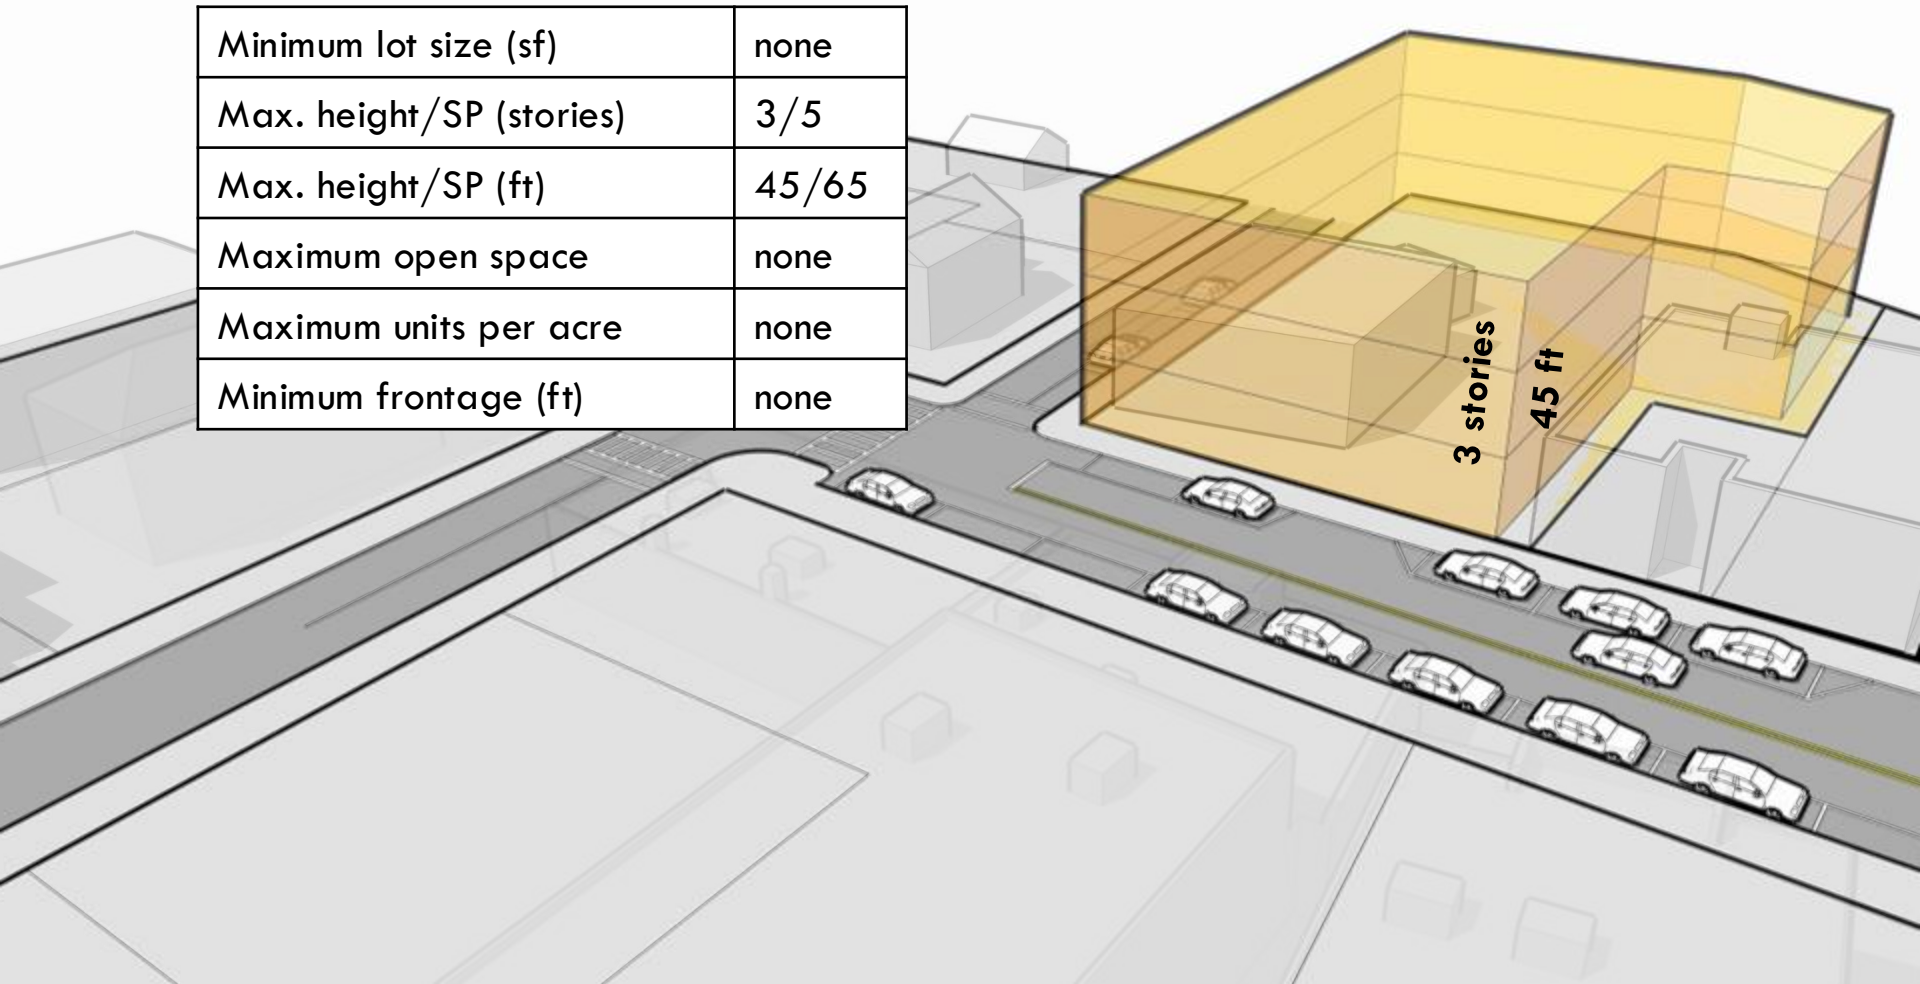 Minimum lot size (sf) none
Max. height/SP (stories) 3/5
Max. height/SP (ft) 45/65
Maximum open space none
Maximum units per acre none
Minimum frontage (ft) none
3 stories
45 ft